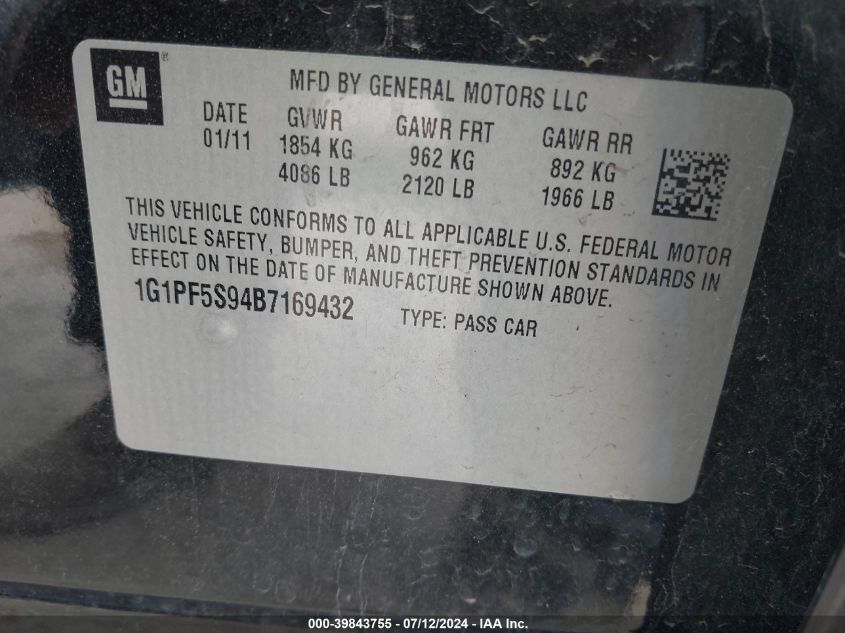 GM®
MFD BY GENERAL MOTORS LLC
DATE GVWR GAWR FRT GAWR RR
01/11 1854 KG 962 KG 892 KG
4086 LB 2120 LB 1966 LB
THIS VEHICLE CONFORMS TO ALL APPLICABLE U.S. FEDERAL MOTOR
VEHICLE SAFETY, BUMPER, AND THEFT PREVENTION STANDARDS IN
EFFECT ON THE DATE OF MANUFACTURE SHOWN ABOVE.
1G1PF5S94B7169432 TYPE: PASS CAR
000-39843755 - 07/12/2024 - IAA Inc.